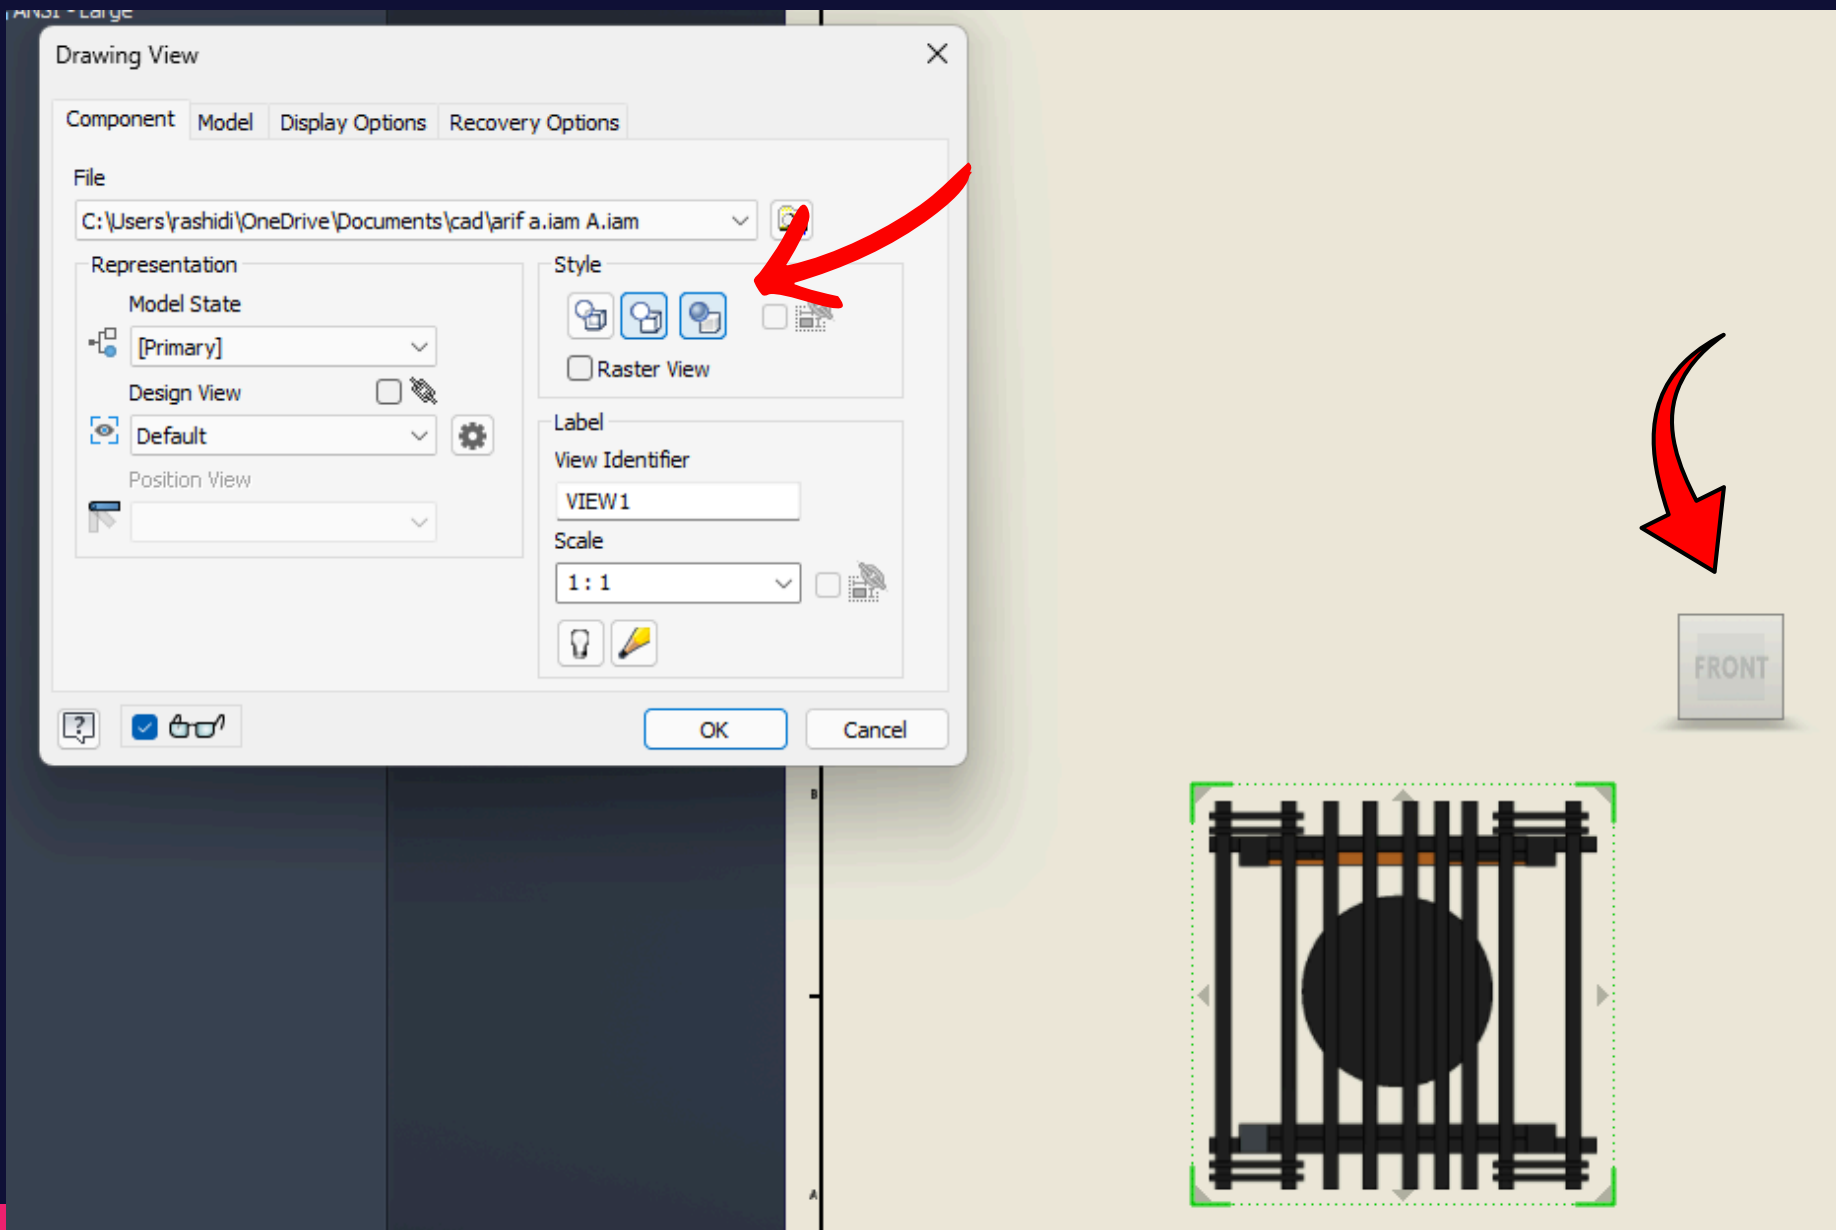 ANSI - Large
Drawing View
Component Model Display Options Recovery Options
File
C:\Users\rashidi\OneDrive\Documents\cad\arif a.iam A.iam
Representation
Model State
[Primary]
Design View
Default
Position View
Style
Raster View
Label
View Identifier
VIEW1
Scale
1 : 1
OK Cancel
FRONT
B
A